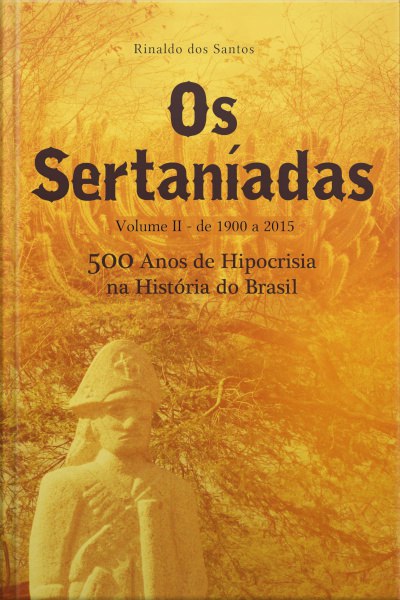 Rinaldo dos Santos
Os
Sertaníadas
Volume II - de 1900 a 2015
500 Anos de Hipocrisia
na História do Brasil